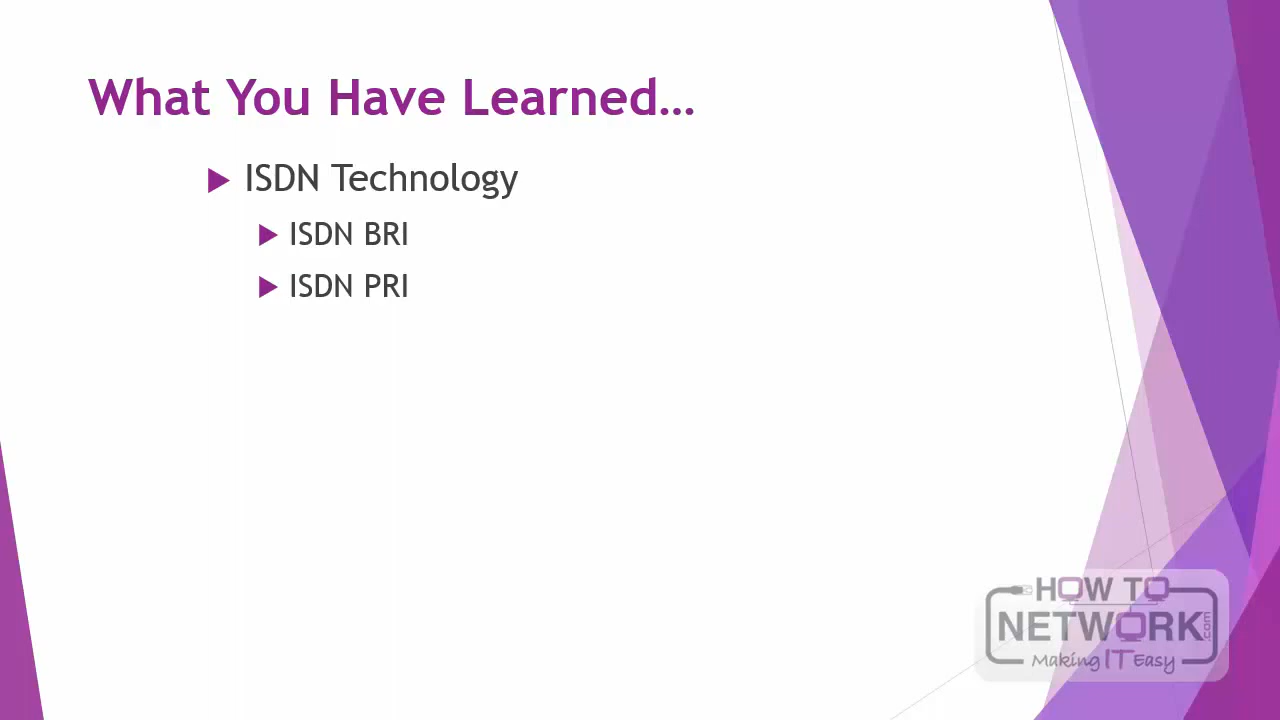 What You Have Learned...
ISDN Technology
ISDN BRI
ISDN PRI
HOW TO
NETWORK.com
Making IT Easy